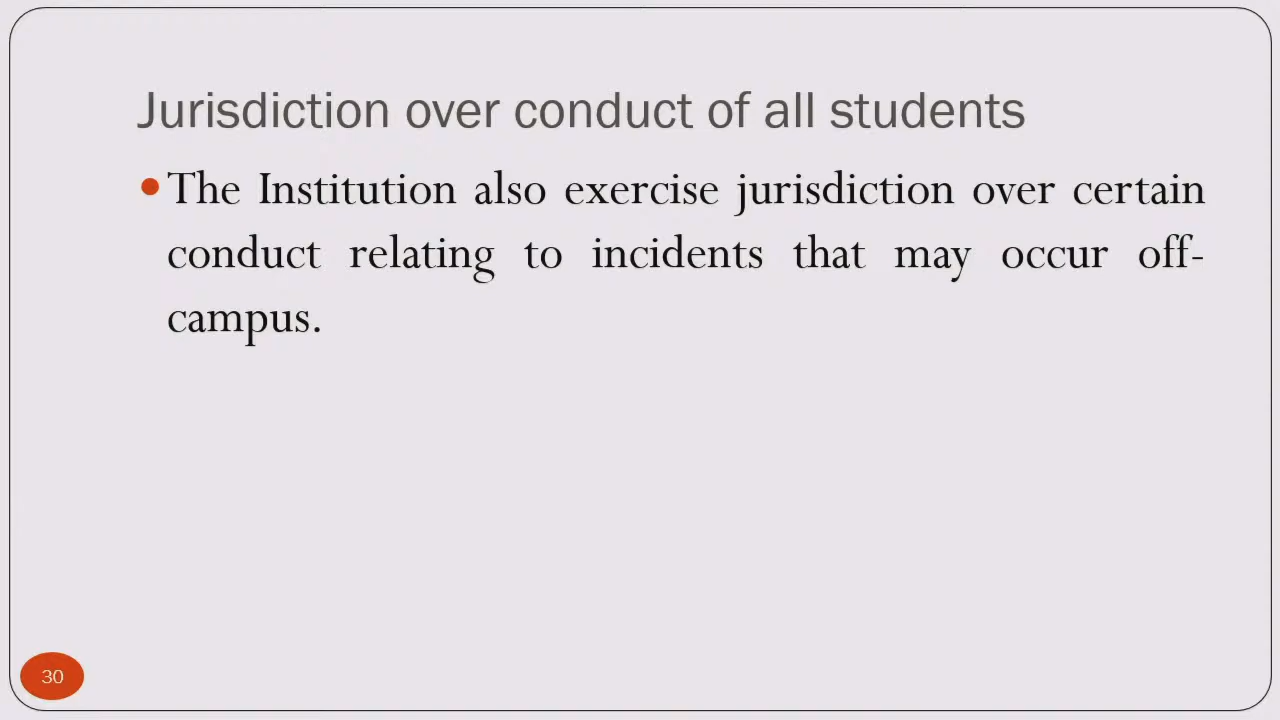 Jurisdiction over conduct of all students
• The Institution also exercise jurisdiction over certain
conduct relating to incidents that may occur off-
campus.
30